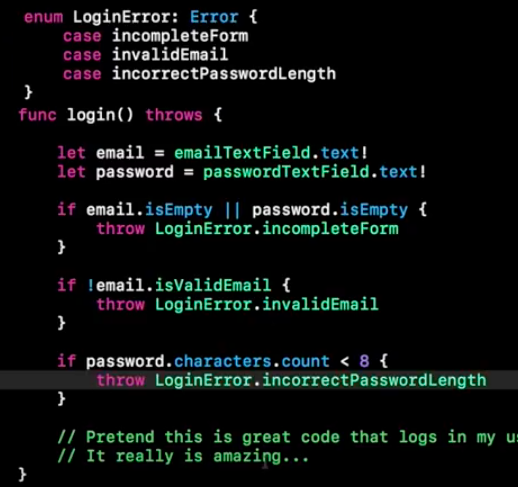 enum LoginError: Error {
case incompleteForm
case invalidEmail
case incorrectPasswordLength
}
func login() throws {
let email = emailTextField.text!
let password = passwordTextField.text!
if email.isEmpty || password.isEmpty {
throw LoginError.incompleteForm
}
if !email.isValidEmail {
throw LoginError.invalidEmail
}
if password.characters.count < 8 {
throw LoginError.incorrectPasswordLength
}
// Pretend this is great code that logs in my
// It really is amazing...
}